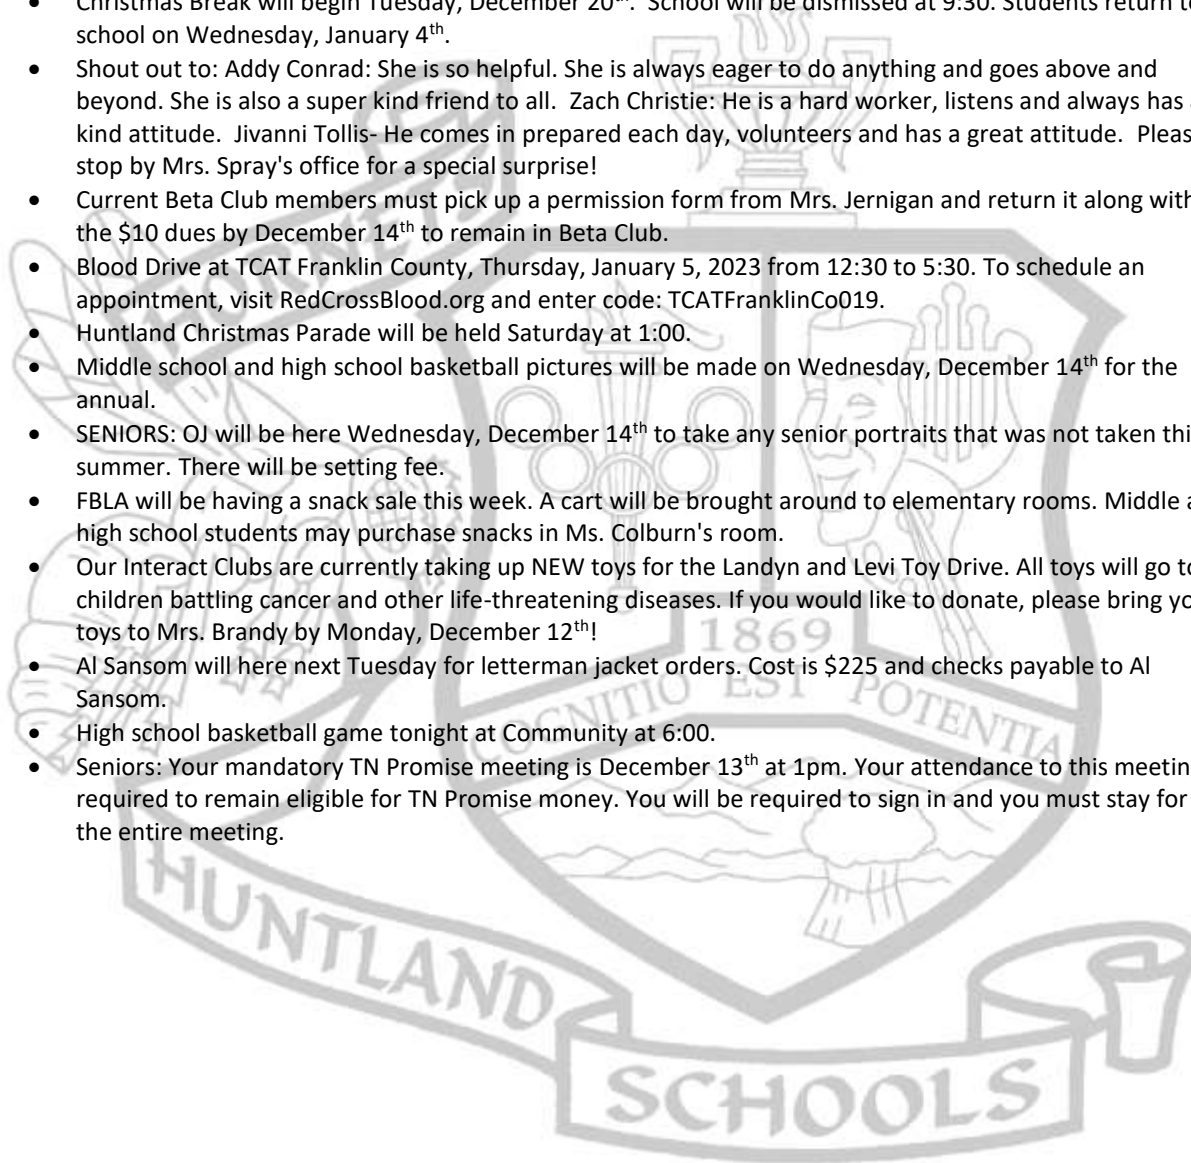 Christmas Break will begin Tuesday, December 20th. School will be dismissed at 9:30. Students return to
school on Wednesday, January 4th.
• Shout out to: Addy Conrad: She is so helpful. She is always eager to do anything and goes above and
beyond. She is also a super kind friend to all. Zach Christie: He is a hard worker, listens and always has
kind attitude. Jivanni Tollis- He comes in prepared each day, volunteers and has a great attitude. Pleas
stop by Mrs. Spray's office for a special surprise!
• Current Beta Club members must pick up a permission form from Mrs. Jernigan and return it along with
the $10 dues by December 14th to remain in Beta Club.
• Blood Drive at TCAT Franklin County, Thursday, January 5, 2023 from 12:30 to 5:30. To schedule an
appointment, visit RedCrossBlood.org and enter code: TCATFranklinCo019.
• Huntland Christmas Parade will be held Saturday at 1:00.
• Middle school and high school basketball pictures will be made on Wednesday, December 14th for the
annual.
• SENIORS: OJ will be here Wednesday, December 14th to take any senior portraits that was not taken thi
summer. There will be setting fee.
• FBLA will be having a snack sale this week. A cart will be brought around to elementary rooms. Middle a
high school students may purchase snacks in Ms. Colburn's room.
• Our Interact Clubs are currently taking up NEW toys for the Landyn and Levi Toy Drive. All toys will go to
children battling cancer and other life-threatening diseases. If you would like to donate, please bring yo
toys to Mrs. Brandy by Monday, December 12th!
• Al Sansom will here next Tuesday for letterman jacket orders. Cost is $225 and checks payable to Al
Sansom.
• High school basketball game tonight at Community at 6:00.
• Seniors: Your mandatory TN Promise meeting is December 13th at 1pm. Your attendance to this meetin
required to remain eligible for TN Promise money. You will be required to sign in and you must stay for
the entire meeting.
HORNETS
1869
COGNITIO EST POTENTIA
HUNTLAND
SCHOOLS